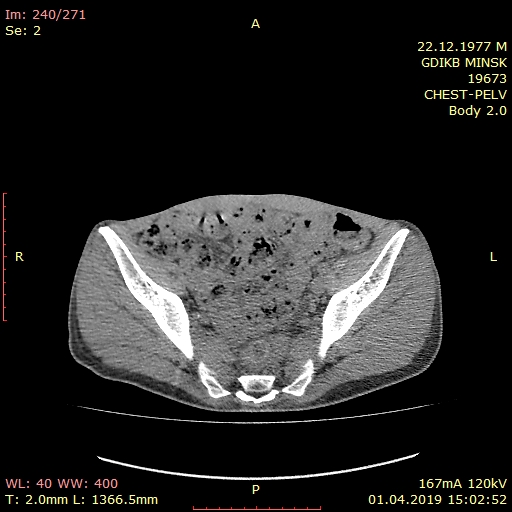 Im: 240/271
Se: 2
A
22.12.1977 M
GDIKB MINSK
19673
CHEST-PELV
Body 2.0
R
L
WL: 40 WW: 400
T: 2.0mm L: 1366.5mm
P
167mA 120kV
01.04.2019 15:02:52